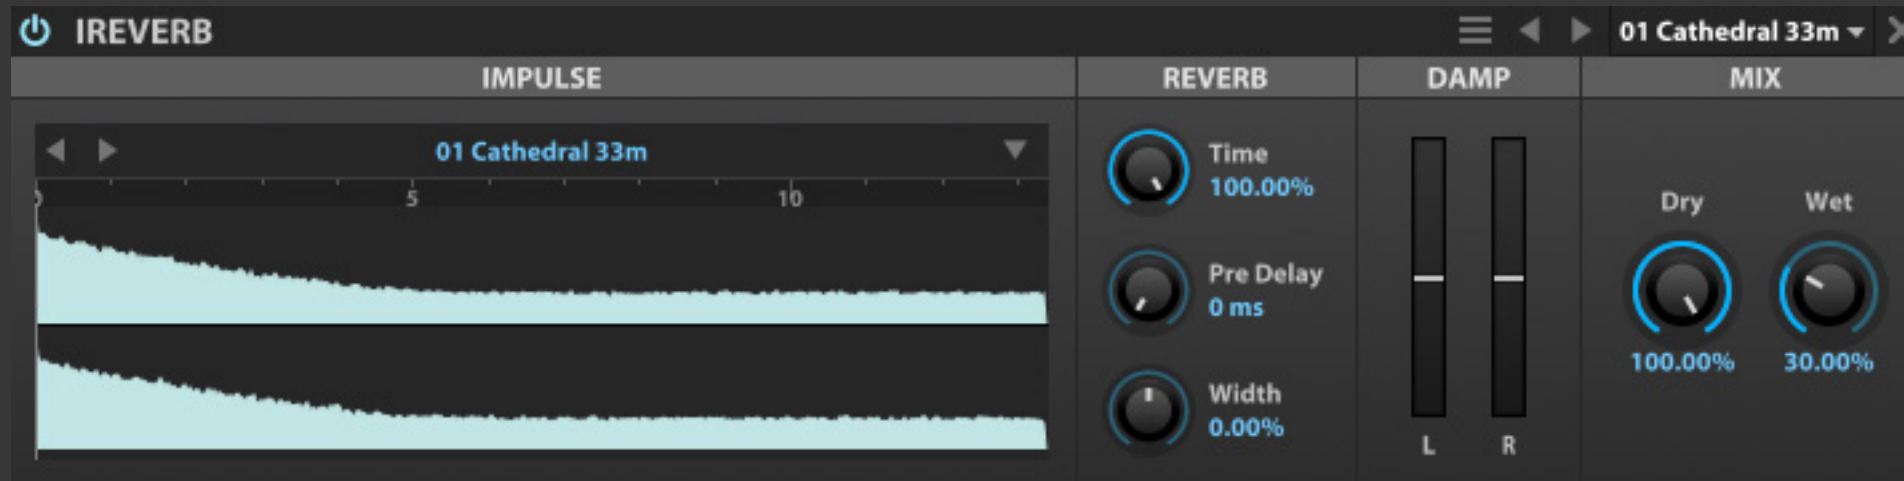 IREVERB
01 Cathedral 33m
IMPULSE
REVERB
DAMP
MIX
01 Cathedral 33m
0 5 10
Time
100.00%
Pre Delay
0 ms
Width
0.00%
L R
Dry Wet
100.00% 30.00%